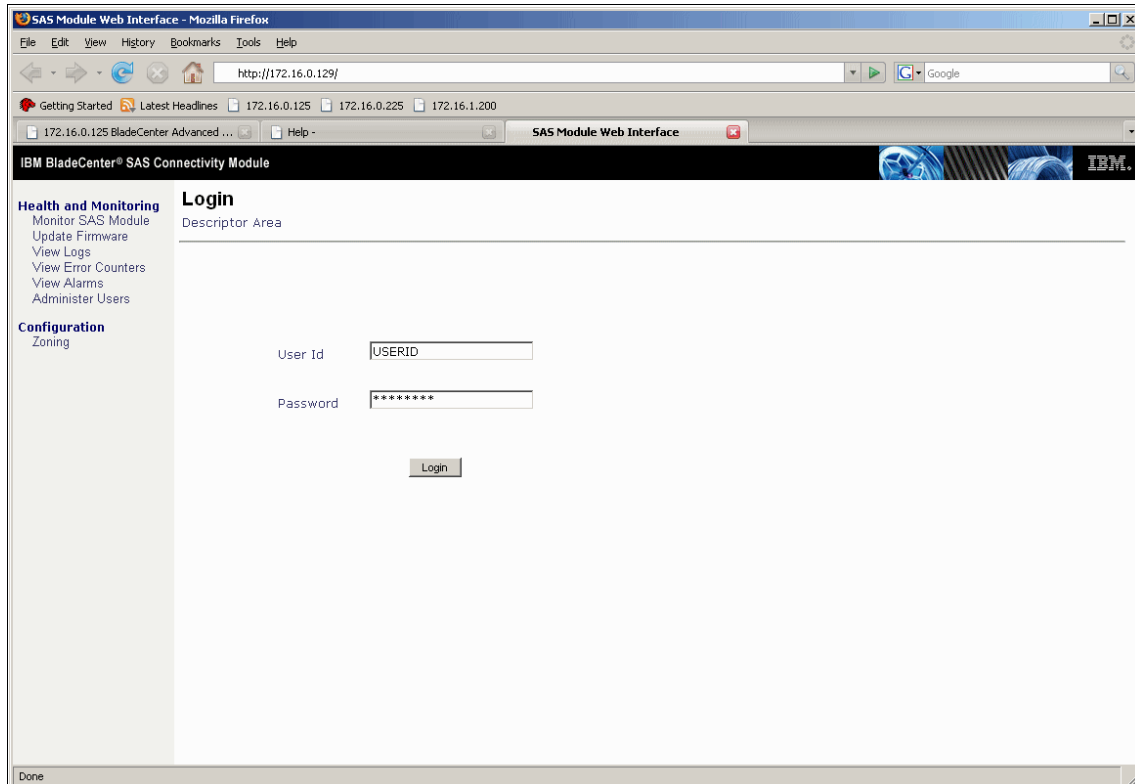 SAS Module Web Interface - Mozilla Firefox
File Edit View History Bookmarks Tools Help
http://172.16.0.129/
G Google
Getting Started Latest Headlines 172.16.0.125 172.16.0.225 172.16.1.200
172.16.0.125 BladeCenter Advanced ... Help - SAS Module Web Interface
IBM BladeCenter® SAS Connectivity Module IBM.
Health and Monitoring
Monitor SAS Module
Update Firmware
View Logs
View Error Counters
View Alarms
Administer Users
Configuration
Zoning
Login
Descriptor Area
User Id USERID
Password ********
Login
Done